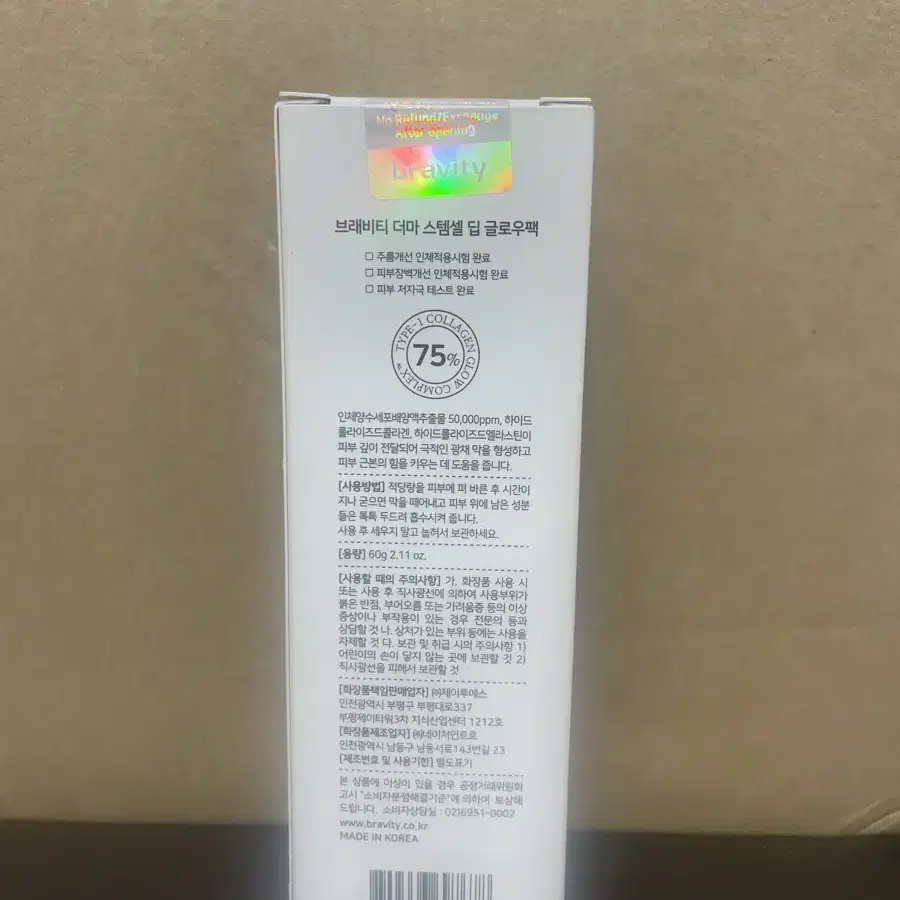 No Refund/Exchange
After opening
bravity
브래비티 더마 스템셀 딥 글로우팩
□ 주름개선 인체적용시험 완료
□ 피부장벽개선 인체적용시험 완료
□ 피부 저자극 테스트 완료
TYPE-1 COLLAGEN GLOW COMPLEX™
75%
인체양수세포배양액추출물 50,000ppm, 하이드
롤라이즈드콜라겐, 하이드롤라이즈드엘라스틴이
피부 깊이 전달되어 극적인 광채 막을 형성하고
피부 근본의 힘을 키우는 데 도움을 줍니다.
[사용방법] 적당량을 피부에 펴 바른 후 시간이
지나 굳으면 막을 떼어내고 피부 위에 남은 성분
들은 톡톡 두드려 흡수시켜 줍니다.
사용 후 세우지 말고 눕혀서 보관하세요.
[용량] 60g 2.11 oz.
[사용할 때의 주의사항] 가. 화장품 사용 시
또는 사용 후 직사광선에 의하여 사용부위가
붉은 반점, 부어오름 또는 가려움증 등의 이상
증상이나 부작용이 있는 경우 전문의 등과
상담할 것 나. 상처가 있는 부위 등에는 사용을
자제할 것 다. 보관 및 취급 시의 주의사항 1)
어린이의 손이 닿지 않는 곳에 보관할 것 2)
직사광선을 피해서 보관할 것
[화장품책임판매업자] ㈜제이투에스
인천광역시 부평구 부평대로337
부평제이타워3차 지식산업센터 1212호
[화장품제조업자] ㈜네이처인로로
인천광역시 남동구 남동서로143번길 23
[제조번호 및 사용기한] 별도표기
본 상품에 이상이 있을 경우 공정거래위원회
고시 "소비자분쟁해결기준"에 의하여 보상해
드립니다. 소비자상담실 : 02)6951-0002
www.bravity.co.kr
MADE IN KOREA